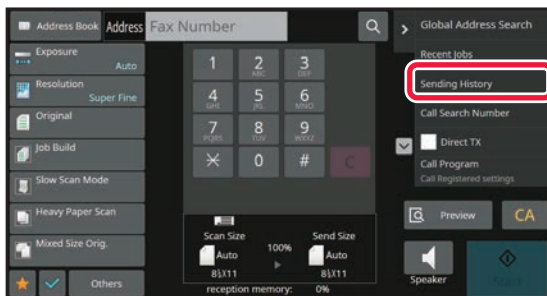 Address Book Address Fax Number
Global Address Search
Exposure
Auto
Resolution
Super Fine
Original
Job Build
Slow Scan Mode
Heavy Paper Scan
Mixed Size Orig.
Others
1 2 ABC 3 DEF
4 GHI 5 JKL 6 MNO
7 PQRS 8 TUV 9 WXYZ
0 # C
Scan Size Send Size
Auto 100% Auto
8½X11 8½X11
reception memory: 0%
Recent Jobs
Sending History
Call Search Number
Direct TX
Call Program
Call Registered settings
Preview CA
Speaker Start